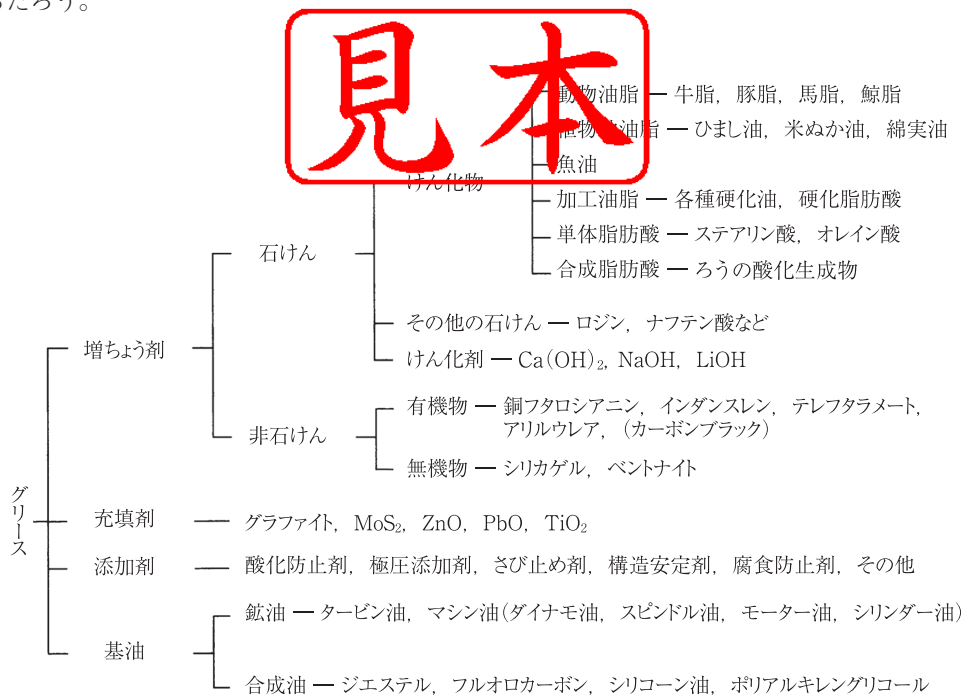 ちだろう。
見本
動物油脂 ― 牛脂，豚脂，馬脂，鯨脂
植物性油脂 ― ひまし油，米ぬか油，綿実油
魚油
けん化物
加工油脂 ― 各種硬化油，硬化脂肪酸
単体脂肪酸 ― ステアリン酸，オレイン酸
石けん
合成脂肪酸 ― ろうの酸化生成物
その他の石けん ― ロジン，ナフテン酸など
増ちょう剤
けん化剤 ― Ca(OH)₂，NaOH，LiOH
有機物 ― 銅フタロシアニン，インダンスレン，テレフタラメート，
アリルウレア，（カーボンブラック）
非石けん
無機物 ― シリカゲル，ベントナイト
グリース
充填剤 ― グラファイト，MoS₂，ZnO，PbO，TiO₂
添加剤 酸化防止剤，極圧添加剤，さび止め剤，構造安定剤，腐食防止剤，その他
鉱油 ― タービン油，マシン油（ダイナモ油，スピンドル油，モーター油，シリンダー油）
基油
合成油 ― ジエステル，フルオロカーボン，シリコーン油，ポリアルキレングリコール